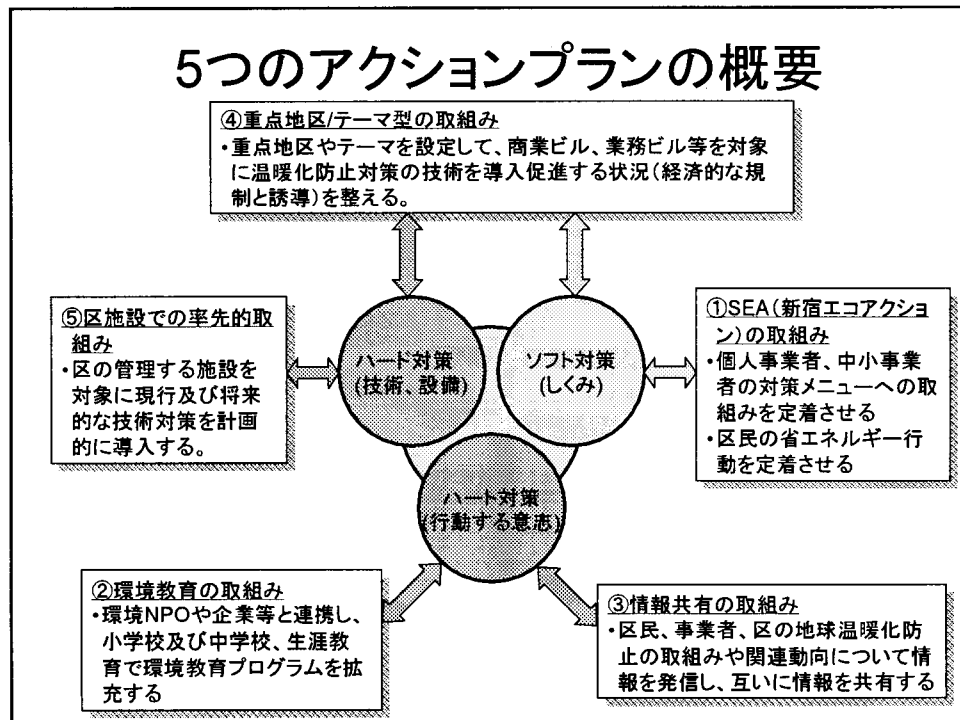 5つのアクションプランの概要
④重点地区/テーマ型の取組み
・重点地区やテーマを設定して、商業ビル、業務ビル等を対象
に温暖化防止対策の技術を導入促進する状況(経済的な規
制と誘導)を整える。
⑤区施設での率先的取
組み
・区の管理する施設を
対象に現行及び将来
的な技術対策を計画
的に導入する。
ハード対策
(技術、設備)
ソフト対策
(しくみ)
①SEA(新宿エコアクショ
ン)の取組み
・個人事業者、中小事業
者の対策メニューへの取
組みを定着させる
・区民の省エネルギー行
動を定着させる
ハート対策
(行動する意志)
②環境教育の取組み
・環境NPOや企業等と連携し、
小学校及び中学校、生涯教
育で環境教育プログラムを拡
充する
③情報共有の取組み
・区民、事業者、区の地球温暖化防
止の取組みや関連動向について情
報を発信し、互いに情報を共有する